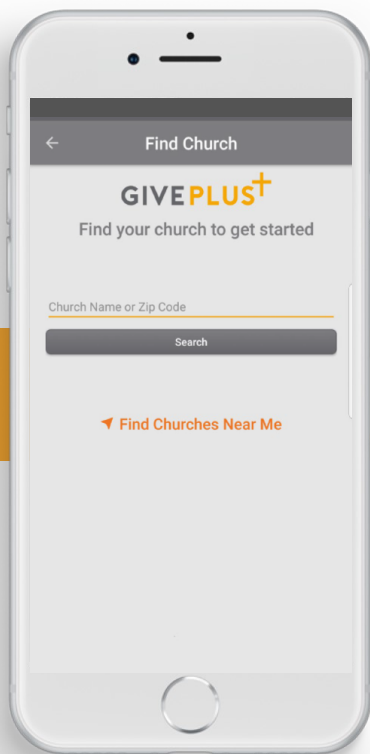 Find Church
GIVEPLUS+
Find your church to get started
Church Name or Zip Code
Search
Find Churches Near Me